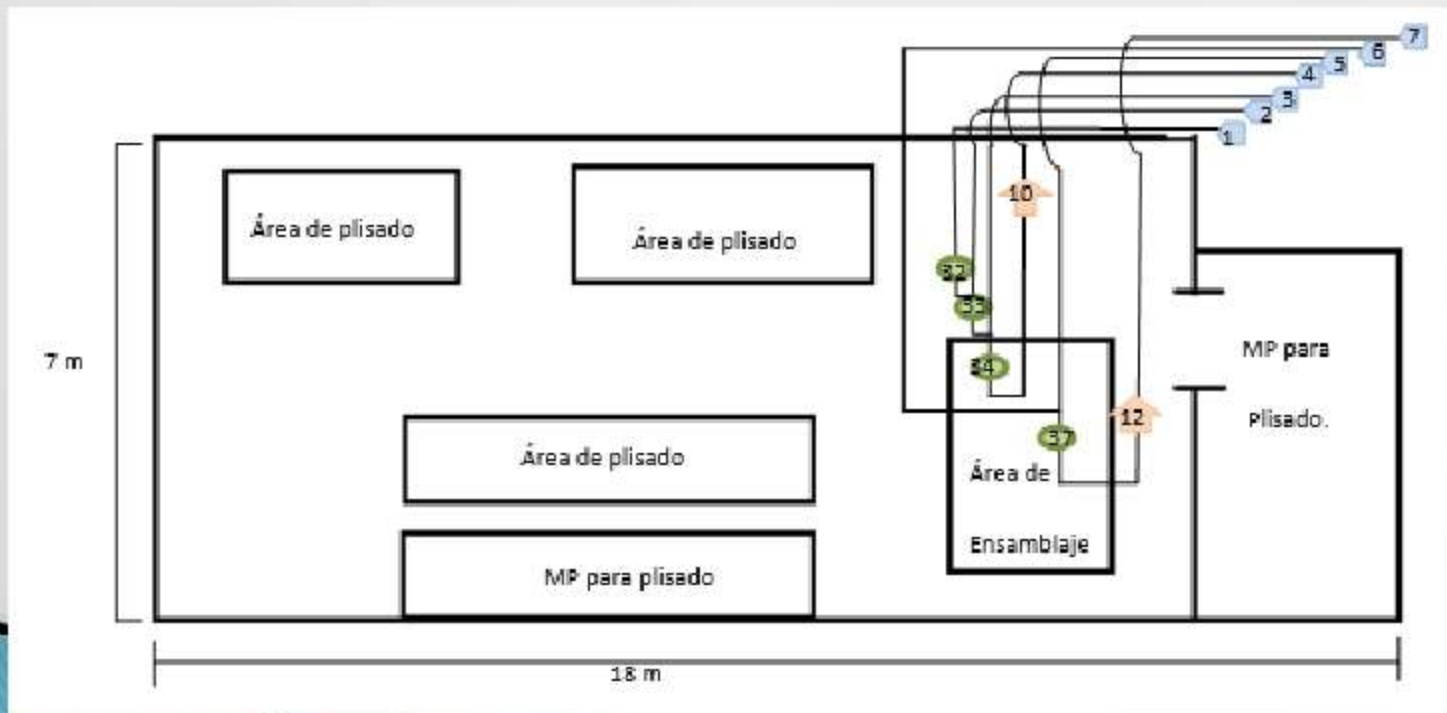 7
6
5
4
3
2
1
10
Área de plisado
Área de plisado
32
33
7 m
MP para
34
Plisado.
12
37
Área de plisado
Área de
Ensamblaje
MP para plisado
18 m